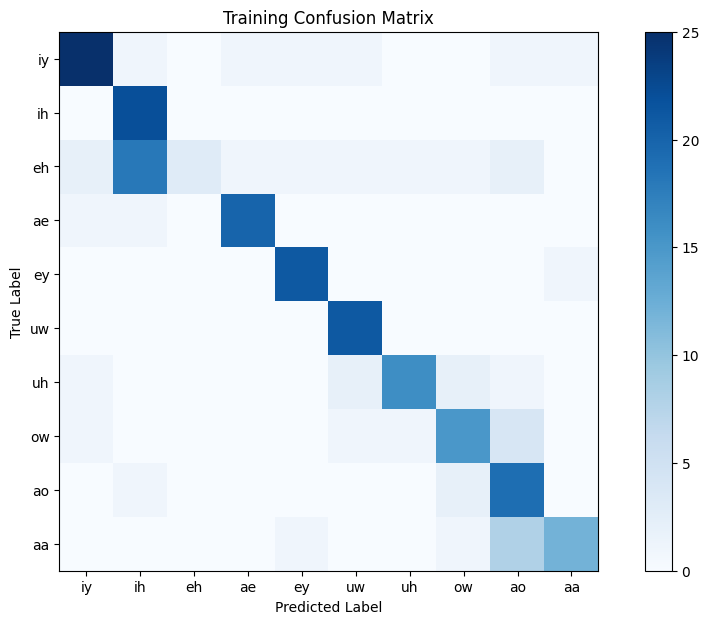 Training Confusion Matrix
iy
ih
eh
ae
ey
uw
uh
ow
ao
aa
True Label
iy ih eh ae ey uw uh ow ao aa
Predicted Label
25
20
15
10
5
0